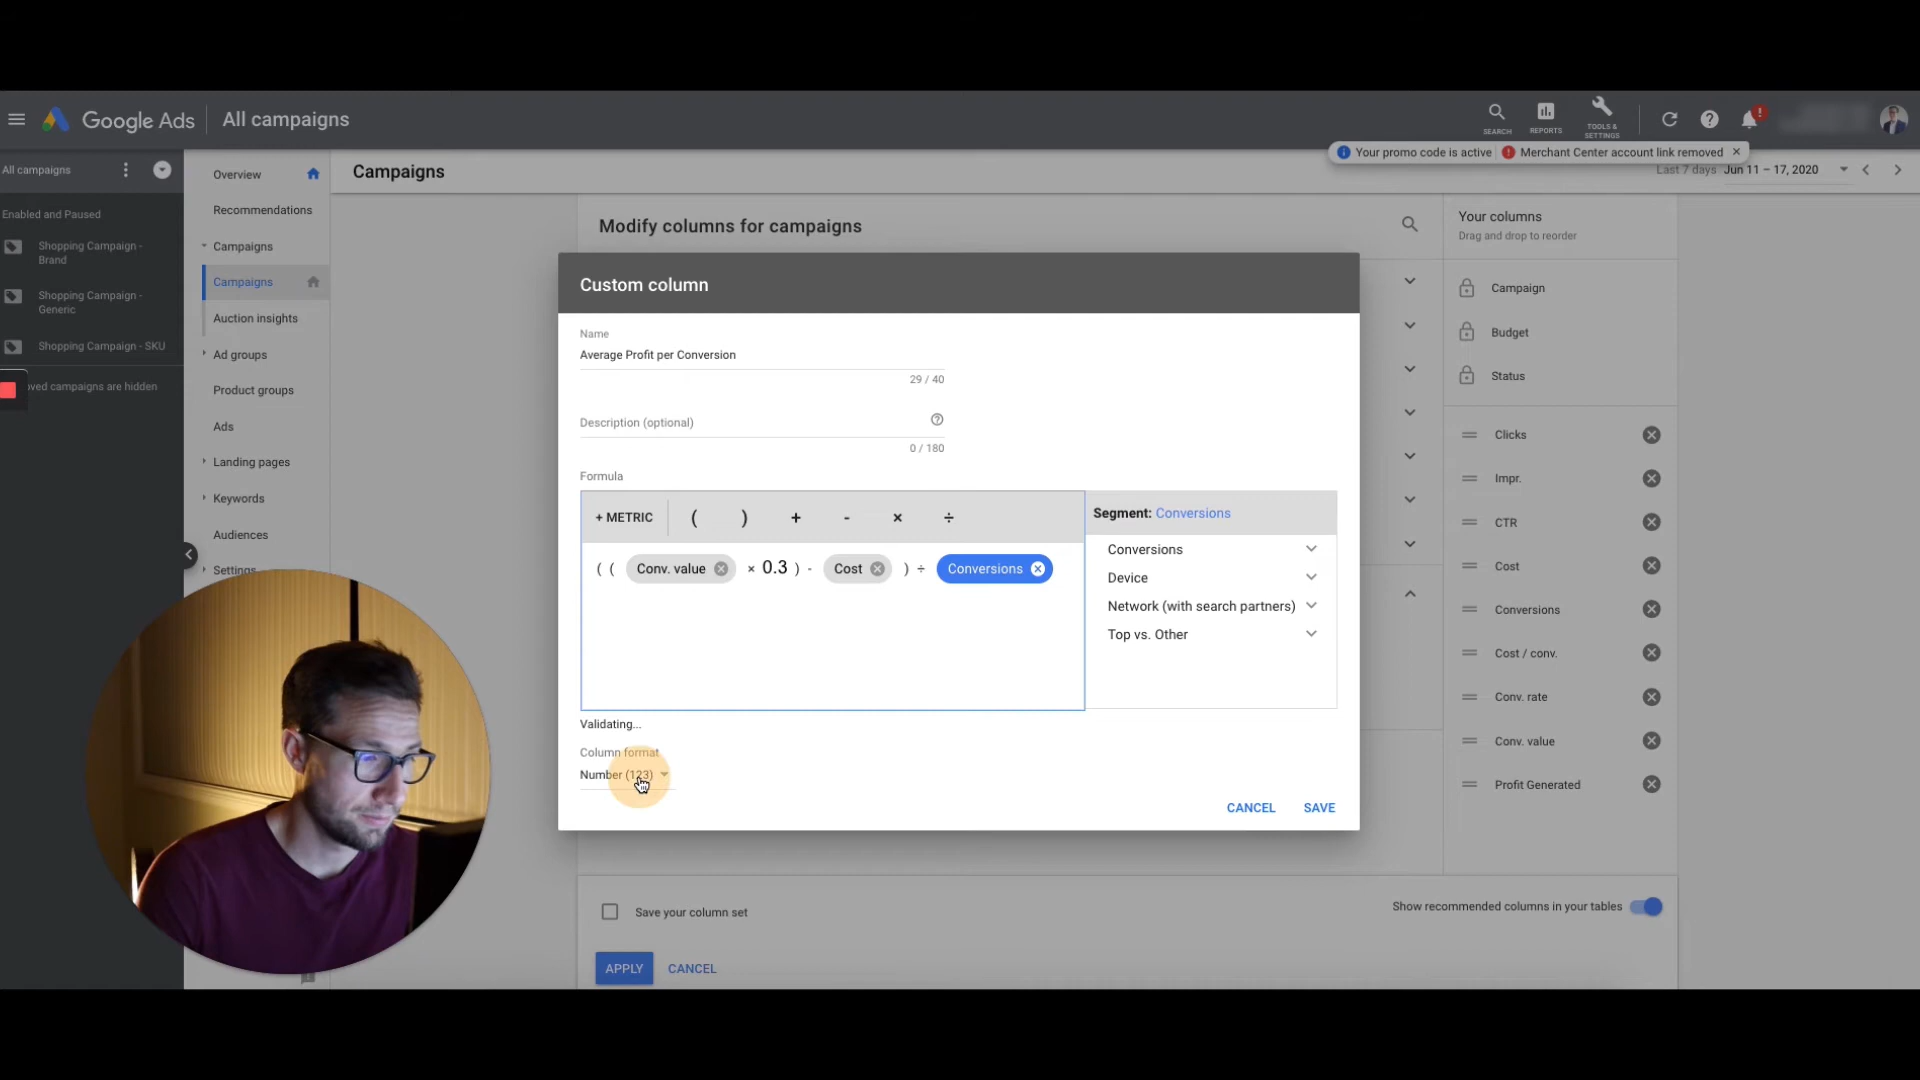 Google Ads
All campaigns
SEARCH
REPORTS
TOOLS &
SETTINGS
!
Your promo code is active
Merchant Center account link removed
All campaigns
Overview
Campaigns
Last 7 days
Jun 11 – 17, 2020
Enabled and Paused
Shopping Campaign -
Brand
Shopping Campaign -
Generic
Shopping Campaign - SKU
oved campaigns are hidden
Recommendations
Campaigns
Campaigns
Auction insights
Ad groups
Product groups
Ads
Landing pages
Keywords
Audiences
Settings
Modify columns for campaigns
Custom column
Name
Average Profit per Conversion
29 / 40
Description (optional)
0 / 180
Formula
+ METRIC ( ) + - × ÷
( ( Conv. value × 0.3 ) - Cost ) ÷ Conversions
Segment: Conversions
Conversions
Device
Network (with search partners)
Top vs. Other
Validating...
Column format
Number (123)
CANCEL
SAVE
Your columns
Drag and drop to reorder
Campaign
Budget
Status
Clicks
Impr.
CTR
Cost
Conversions
Cost / conv.
Conv. rate
Conv. value
Profit Generated
Save your column set
Show recommended columns in your tables
APPLY
CANCEL